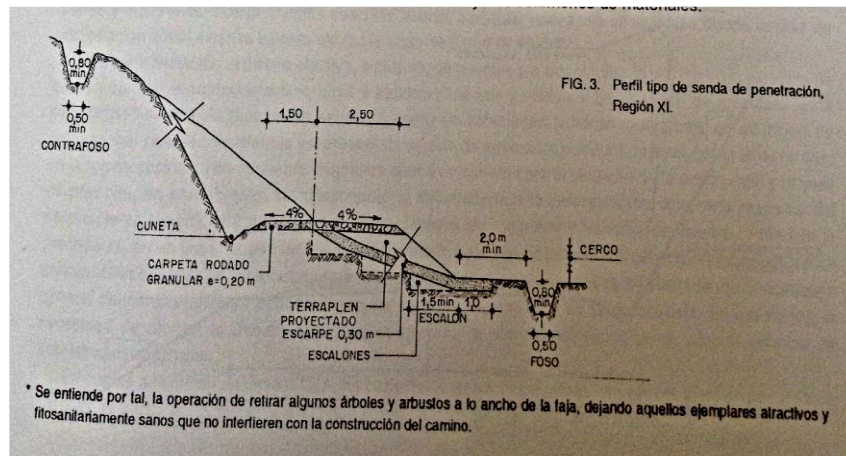 de materiales.
FIG. 3. Perfil tipo de senda de penetración,
Región XI.
0,80
min
0,50
min
CONTRAFOSO
1,50
2,50
4%
4%
CUNETA
2,0 m
min
CERCO
CARPETA RODADO
GRANULAR e=0,20 m
TERRAPLEN
PROYECTADO
ESCARPE 0,30 m
ESCALONES
1,5 min
1,0
ESCALON
0,80
min
0,50
FOSO
* Se entiende por tal, la operación de retirar algunos árboles y arbustos a lo ancho de la faja, dejando aquellos ejemplares atractivos y
fitosanitariamente sanos que no interfieren con la construcción del camino.